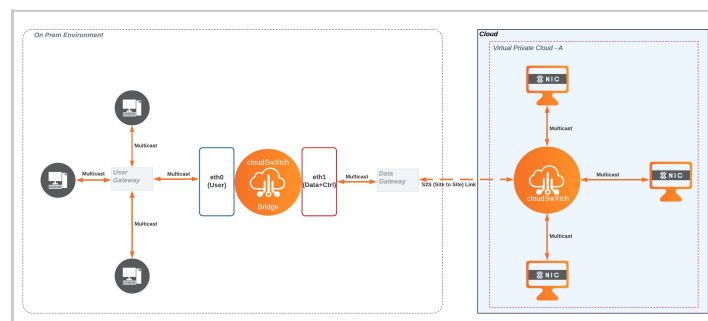 On Prem Environment
Cloud
Virtual Private Cloud - A
NIC
Multicast
Multicast
User
Gateway
Multicast
Multicast
Multicast
eth0
(User)
cloudSwXtch
Bridge
eth1
(Data+Ctrl)
Multicast
Data
Gateway
S2S (Site to Site) Link
cloudSwXtch
Multicast
NIC
Multicast
NIC